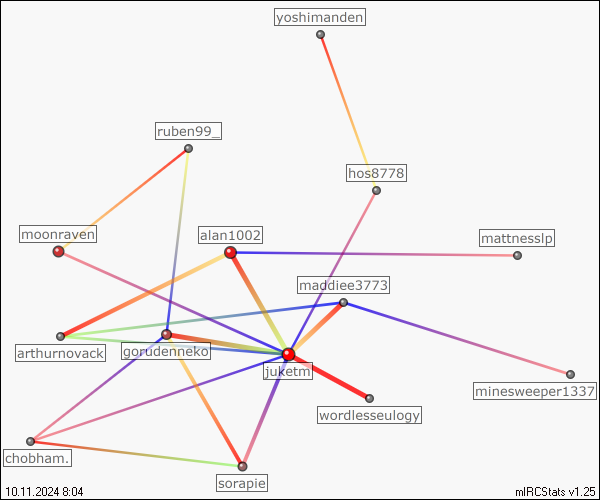 yoshimanden
ruben99_
hos8778
moonraven
alan1002
mattnesslp
maddiee3773
arthurnovack
gorudenneko
juketm
minesweeper1337
wordlesseulogy
chobham.
sorapie
10.11.2024 8:04
mIRCStats v1.25